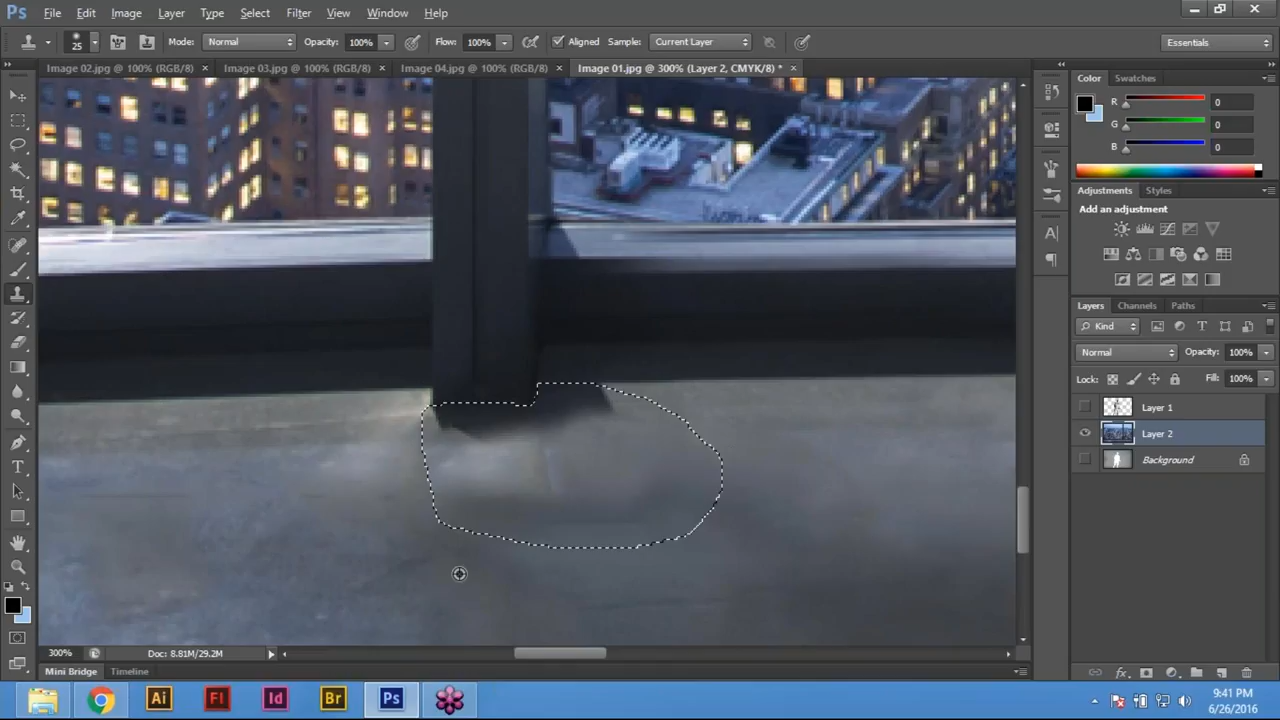 Ps File Edit Image Layer Type Select Filter View Window Help
25 Mode: Normal Opacity: 100% Flow: 100% Aligned Sample: Current Layer Essentials
Image 02.jpg @ 100% (RGB/8) × Image 03.jpg @ 100% (RGB/8) × Image 04.jpg @ 100% (RGB/8) × Image 01.jpg @ 300% (Layer 2, CMYK/8) * ×
Color Swatches
R 0
G 0
B 0
Adjustments Styles
Add an adjustment
Layers Channels Paths
Kind
Normal Opacity: 100%
Lock: Fill: 100%
Layer 1
Layer 2
Background
300% Doc: 8.81M/29.2M
Mini Bridge Timeline
Ai Fl Id Br Ps
9:41 PM
6/26/2016